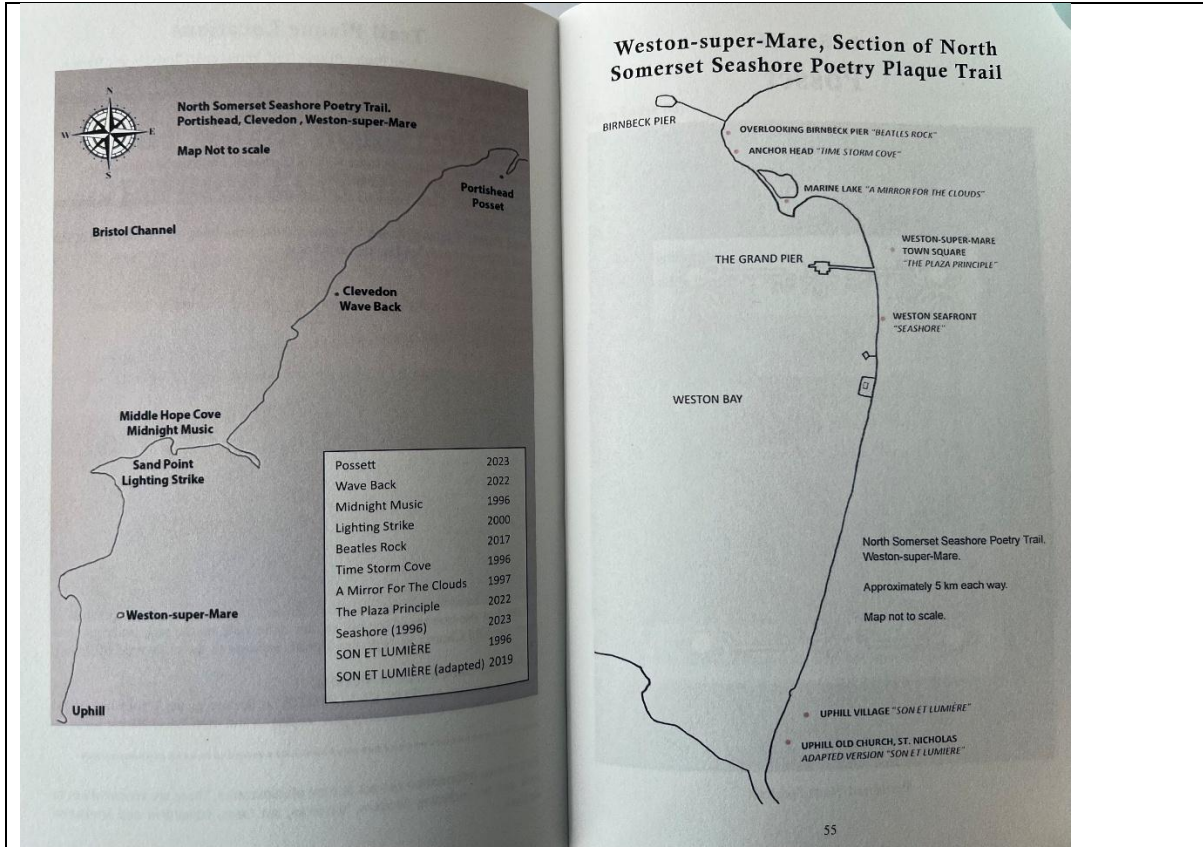 N
W
E
S
North Somerset Seashore Poetry Trail.
Portishead, Clevedon , Weston-super-Mare
Map Not to scale
Portishead
Posset
Bristol Channel
Clevedon
Wave Back
Middle Hope Cove
Midnight Music
Sand Point
Lighting Strike
Possett 2023
Wave Back 2022
Midnight Music 1996
Lighting Strike 2000
Beatles Rock 2017
Time Storm Cove 1996
A Mirror For The Clouds 1997
The Plaza Principle 2022
Seashore (1996) 2023
SON ET LUMIÈRE 1996
SON ET LUMIÈRE (adapted) 2019
Weston-super-Mare
Uphill
Weston-super-Mare, Section of North
Somerset Seashore Poetry Plaque Trail
BIRNBECK PIER
OVERLOOKING BIRNBECK PIER "BEATLES ROCK"
ANCHOR HEAD "TIME STORM COVE"
MARINE LAKE "A MIRROR FOR THE CLOUDS"
WESTON-SUPER-MARE
TOWN SQUARE
"THE PLAZA PRINCIPLE"
THE GRAND PIER
WESTON SEAFRONT
"SEASHORE"
WESTON BAY
North Somerset Seashore Poetry Trail.
Weston-super-Mare.
Approximately 5 km each way.
Map not to scale.
UPHILL VILLAGE "SON ET LUMIÈRE"
UPHILL OLD CHURCH, ST. NICHOLAS
ADAPTED VERSION "SON ET LUMIERE"
55